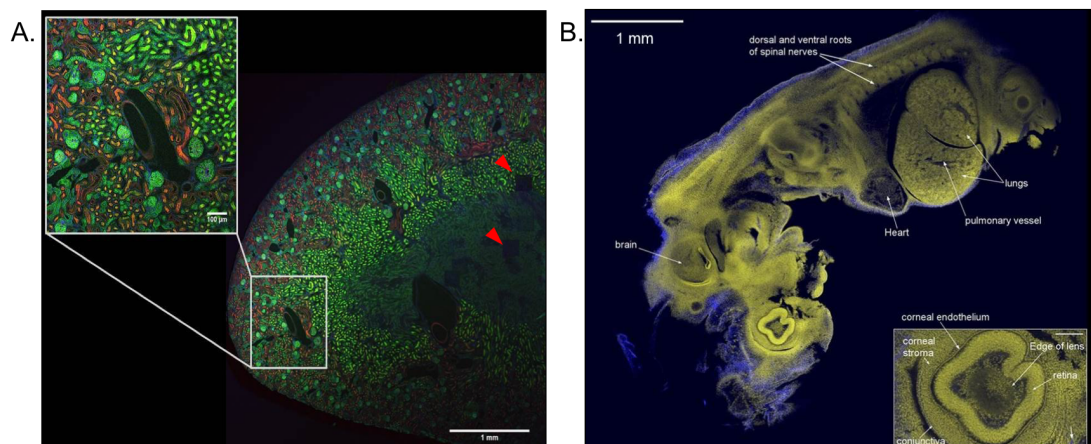 A.
100 µm
1 mm
B.
1 mm
dorsal and ventral roots
of spinal nerves
lungs
pulmonary vessel
Heart
brain
corneal endothelium
corneal
stroma
Edge of lens
retina
conjunctiva